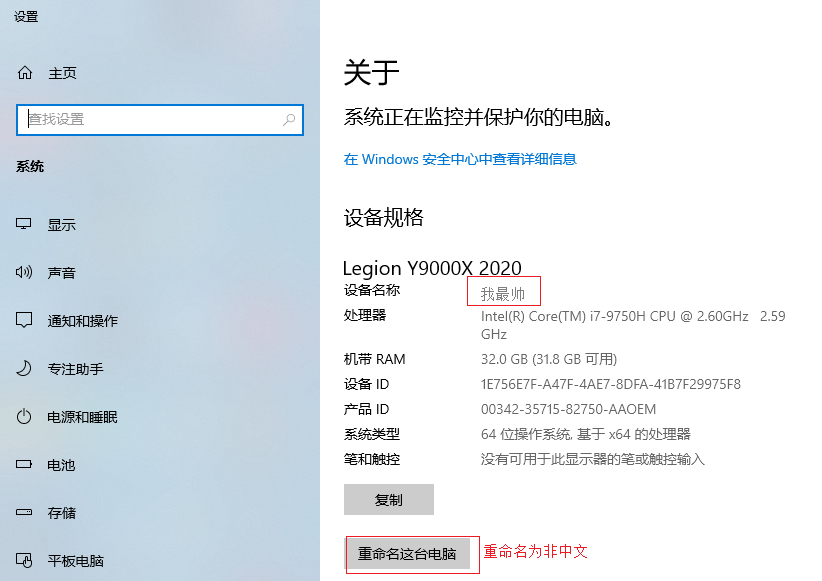 设置
主页
查找设置
系统
显示
声音
通知和操作
专注助手
电源和睡眠
电池
存储
平板电脑
关于
系统正在监控并保护你的电脑。
在 Windows 安全中心中查看详细信息
设备规格
Legion Y9000X 2020
设备名称 我最帅
处理器 Intel(R) Core(TM) i7-9750H CPU @ 2.60GHz 2.59
GHz
机带 RAM 32.0 GB (31.8 GB 可用)
设备 ID 1E756E7F-A47F-4AE7-8DFA-41B7F29975F8
产品 ID 00342-35715-82750-AAOEM
系统类型 64 位操作系统, 基于 x64 的处理器
笔和触控 没有可用于此显示器的笔或触控输入
复制
重命名这台电脑 重命名为非中文